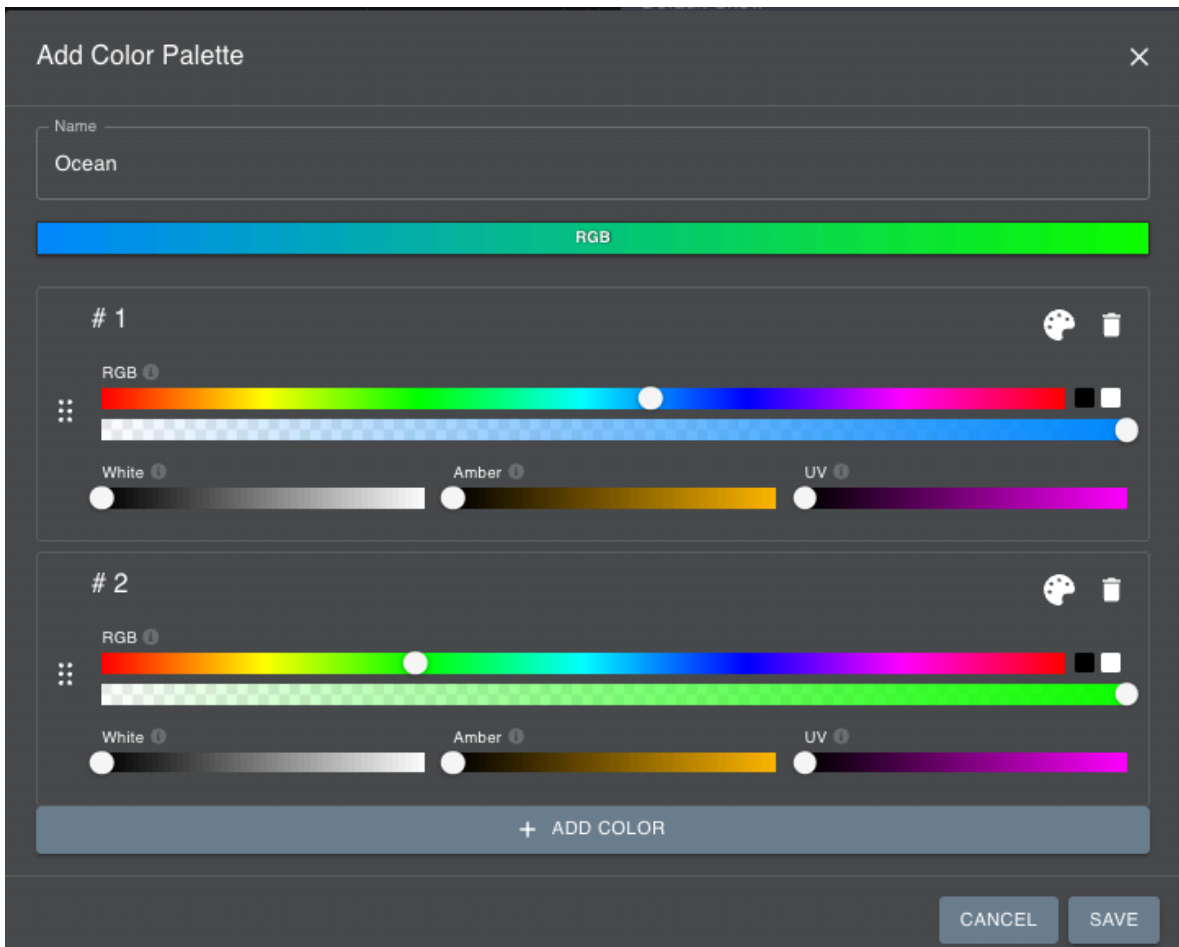 Add Color Palette
Name
Ocean
RGB
# 1
RGB
White Amber UV
# 2
RGB
White Amber UV
+ ADD COLOR
CANCEL SAVE